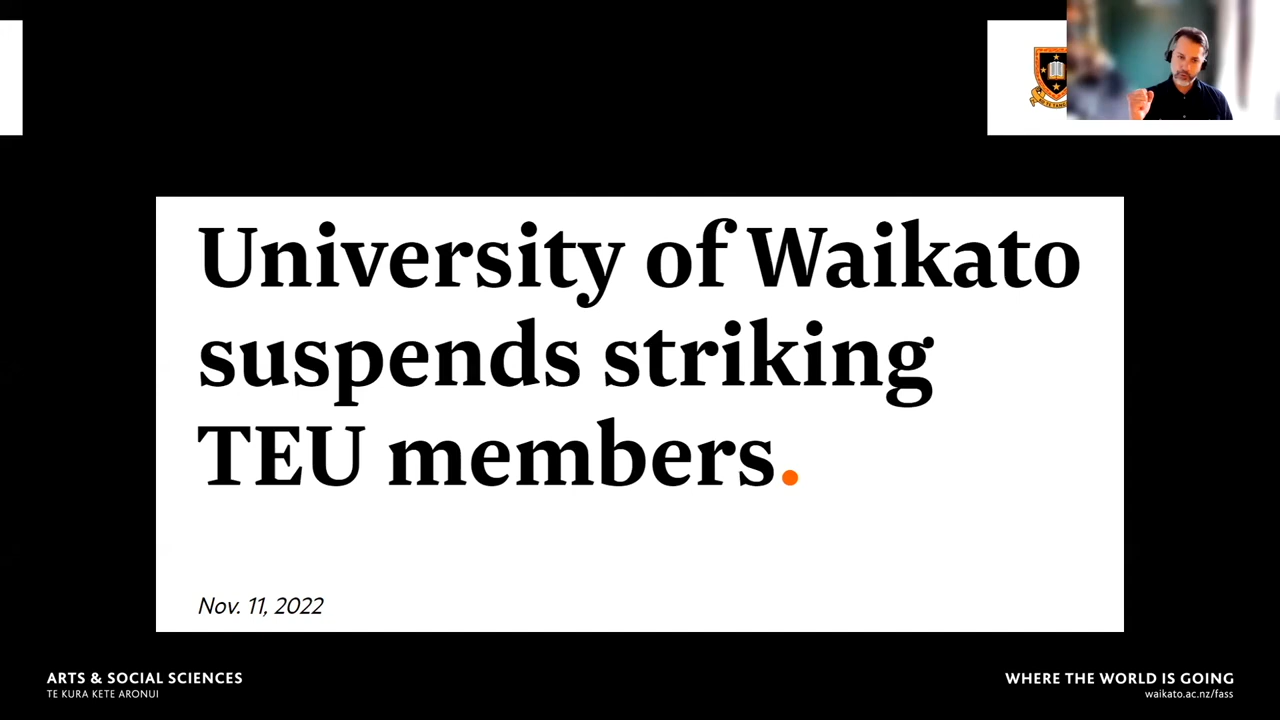 University of Waikato
suspends striking
TEU members.
Nov. 11, 2022
ARTS & SOCIAL SCIENCES
TE KURA KETE ARONUI
WHERE THE WORLD IS GOING
waikato.ac.nz/fass